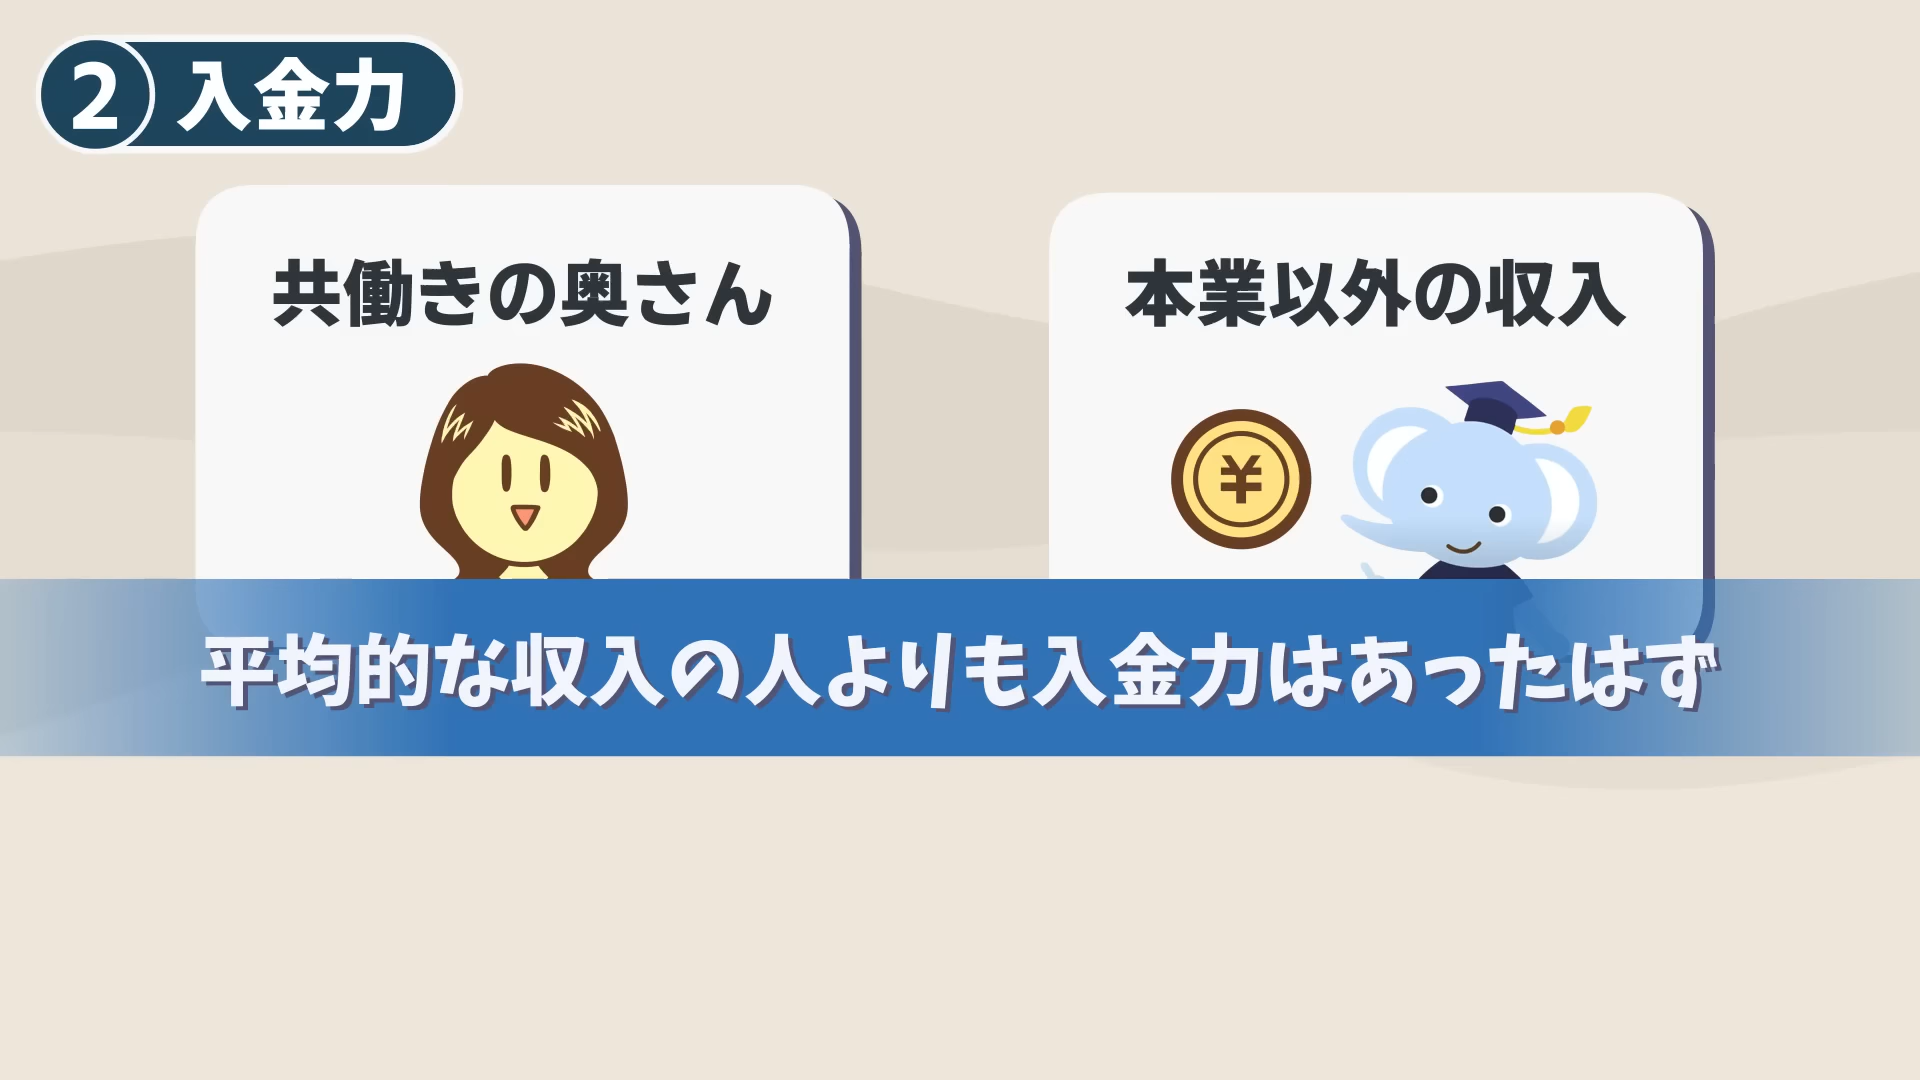 2 入金力
共働きの奥さん
本業以外の収入
¥
平均的な収入の人よりも入金力はあったはず